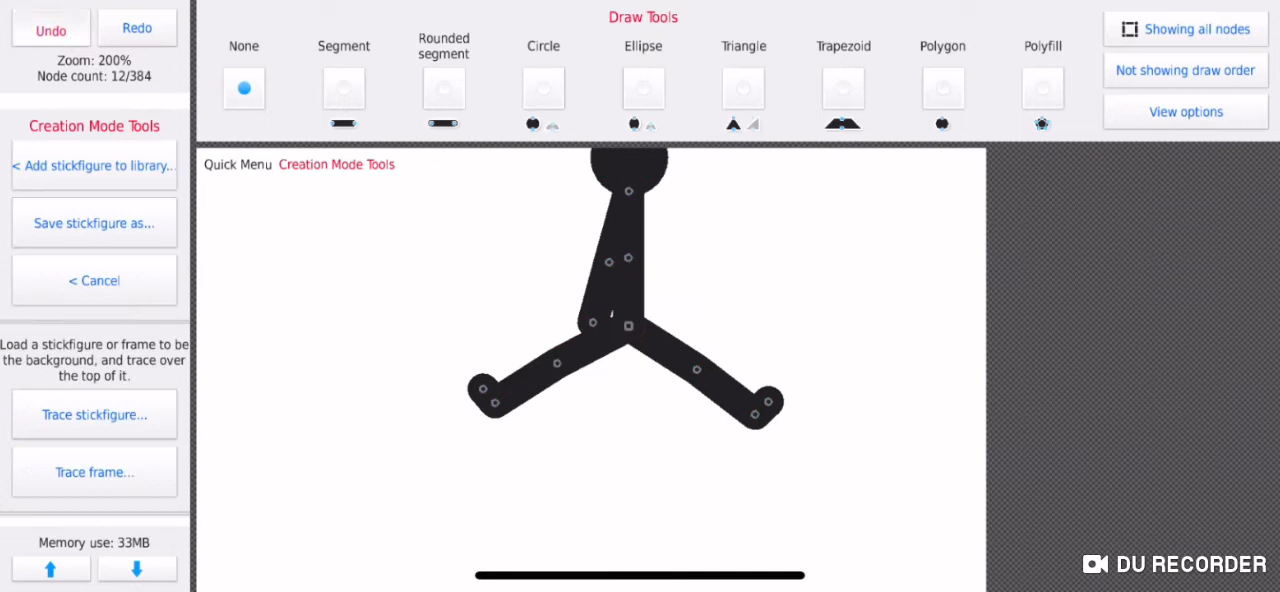 Undo
Redo
Zoom: 200%
Node count: 12/384
Creation Mode Tools
< Add stickfigure to library...
Save stickfigure as...
< Cancel
Load a stickfigure or frame to be
the background, and trace over
the top of it.
Trace stickfigure...
Trace frame...
Memory use: 33MB
Draw Tools
None
Segment
Rounded
segment
Circle
Ellipse
Triangle
Trapezoid
Polygon
Polyfill
Showing all nodes
Not showing draw order
View options
Quick Menu Creation Mode Tools
DU RECORDER